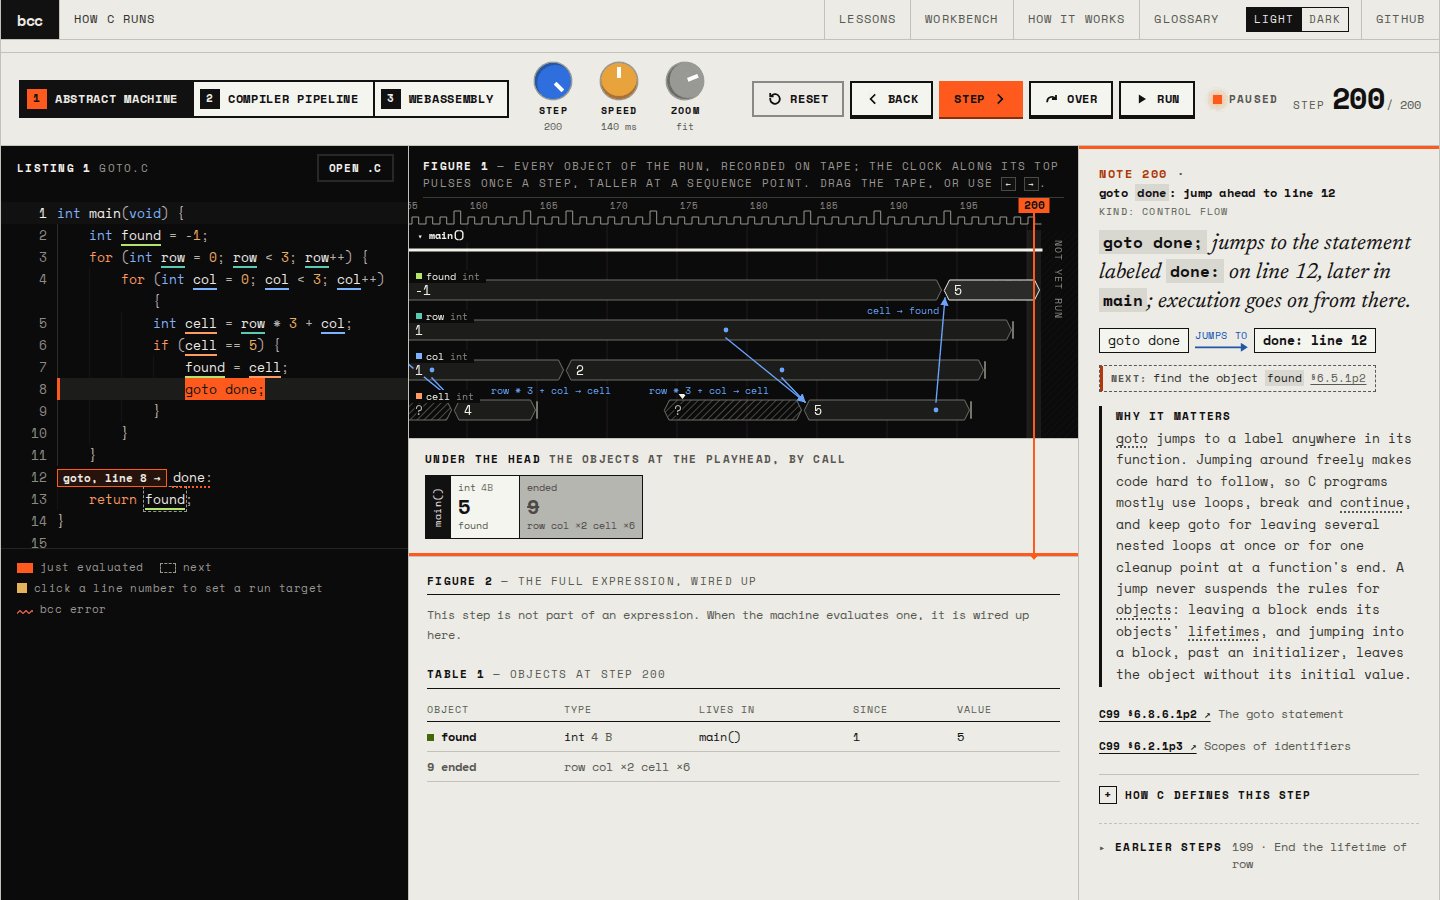 bcc HOW C RUNS LESSONS WORKBENCH HOW IT WORKS GLOSSARY LIGHT DARK GITHUB
1 ABSTRACT MACHINE 2 COMPILER PIPELINE 3 WEBASSEMBLY
STEP SPEED ZOOM
200 140 ms fit
RESET BACK STEP OVER RUN PAUSED STEP 200 / 200
LISTING 1 GOTO.C OPEN .C
1 int main(void) {
2 int found = -1;
3 for (int row = 0; row < 3; row++) {
4 for (int col = 0; col < 3; col++)
{
5 int cell = row * 3 + col;
6 if (cell == 5) {
7 found = cell;
8 goto done;
9 }
10 }
11 }
12 goto, line 8 → done:
13 return found;
14 }
15
just evaluated next
click a line number to set a run target
bcc error
FIGURE 1 — EVERY OBJECT OF THE RUN, RECORDED ON TAPE; THE CLOCK ALONG ITS TOP
PULSES ONCE A STEP, TALLER AT A SEQUENCE POINT. DRAG THE TAPE, OR USE ← →.
160 165 170 175 180 185 190 195 200
▾ main()
NOT YET RUN
found int
-1 5
cell → found
row int
1
col int
1 2
row * 3 + col → cell row * 3 + col → cell
cell int
? 4 ? 5
UNDER THE HEAD THE OBJECTS AT THE PLAYHEAD, BY CALL
main()
int 4B ended
5 9
found row col ×2 cell ×6
FIGURE 2 — THE FULL EXPRESSION, WIRED UP
This step is not part of an expression. When the machine evaluates one, it is wired up
here.
TABLE 1 — OBJECTS AT STEP 200
OBJECT TYPE LIVES IN SINCE VALUE
found int 4 B main() 1 5
9 ended row col ×2 cell ×6
NOTE 200 ·
goto done: jump ahead to line 12
KIND: CONTROL FLOW
goto done; jumps to the statement
labeled done: on line 12, later in
main; execution goes on from there.
goto done JUMPS TO done: line 12
NEXT: find the object found §6.5.1p2
WHY IT MATTERS
goto jumps to a label anywhere in its
function. Jumping around freely makes
code hard to follow, so C programs
mostly use loops, break and continue,
and keep goto for leaving several
nested loops at once or for one
cleanup point at a function's end. A
jump never suspends the rules for
objects: leaving a block ends its
objects' lifetimes, and jumping into
a block, past an initializer, leaves
the object without its initial value.
C99 §6.8.6.1p2 ↗ The goto statement
C99 §6.2.1p3 ↗ Scopes of identifiers
+ HOW C DEFINES THIS STEP
▸ EARLIER STEPS 199 · End the lifetime of
row